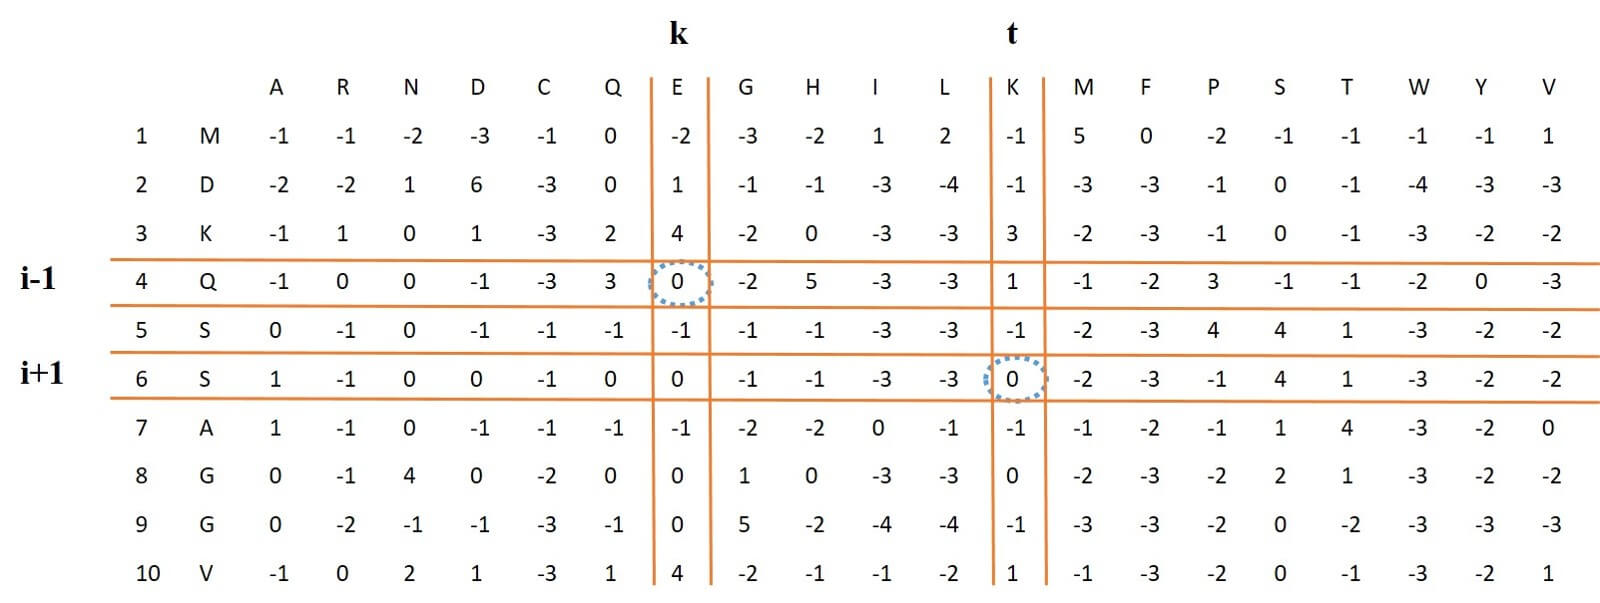 k t
A R N D C Q E G H I L K M F P S T W Y V
1 M -1 -1 -2 -3 -1 0 -2 -3 -2 1 2 -1 5 0 -2 -1 -1 -1 -1 1
2 D -2 -2 1 6 -3 0 1 -1 -1 -3 -4 -1 -3 -3 -1 0 -1 -4 -3 -3
3 K -1 1 0 1 -3 2 4 -2 0 -3 -3 3 -2 -3 -1 0 -1 -3 -2 -2
i-1 4 Q -1 0 0 -1 -3 3 0 -2 5 -3 -3 1 -1 -2 3 -1 -1 -2 0 -3
5 S 0 -1 0 -1 -1 -1 -1 -1 -1 -3 -3 -1 -2 -3 4 4 1 -3 -2 -2
i+1 6 S 1 -1 0 0 -1 0 0 -1 -1 -3 -3 0 -2 -3 -1 4 1 -3 -2 -2
7 A 1 -1 0 -1 -1 -1 -1 -2 -2 0 -1 -1 -1 -2 -1 1 4 -3 -2 0
8 G 0 -1 4 0 -2 0 0 1 0 -3 -3 0 -2 -3 -2 2 1 -3 -2 -2
9 G 0 -2 -1 -1 -3 -1 0 5 -2 -4 -4 -1 -3 -3 -2 0 -2 -3 -3 -3
10 V -1 0 2 1 -3 1 4 -2 -1 -1 -2 1 -1 -3 -2 0 -1 -3 -2 1